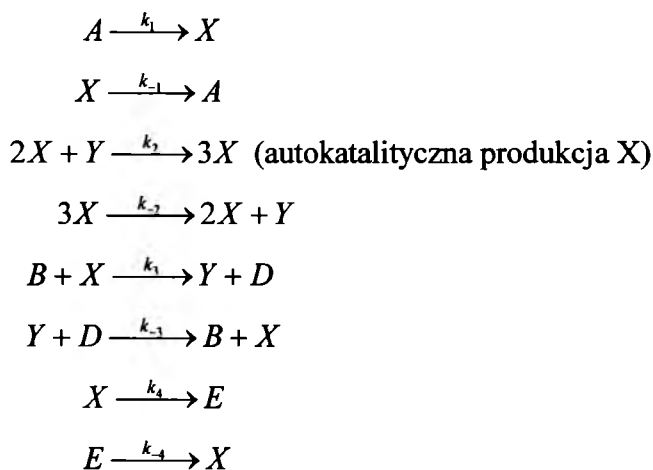 A —k₁→ X
X —k₋₁→ A
2X + Y —k₂→ 3X (autokatalityczna produkcja X)
3X —k₋₂→ 2X + Y
B + X —k₃→ Y + D
Y + D —k₋₃→ B + X
X —k₄→ E
E —k₋₄→ X